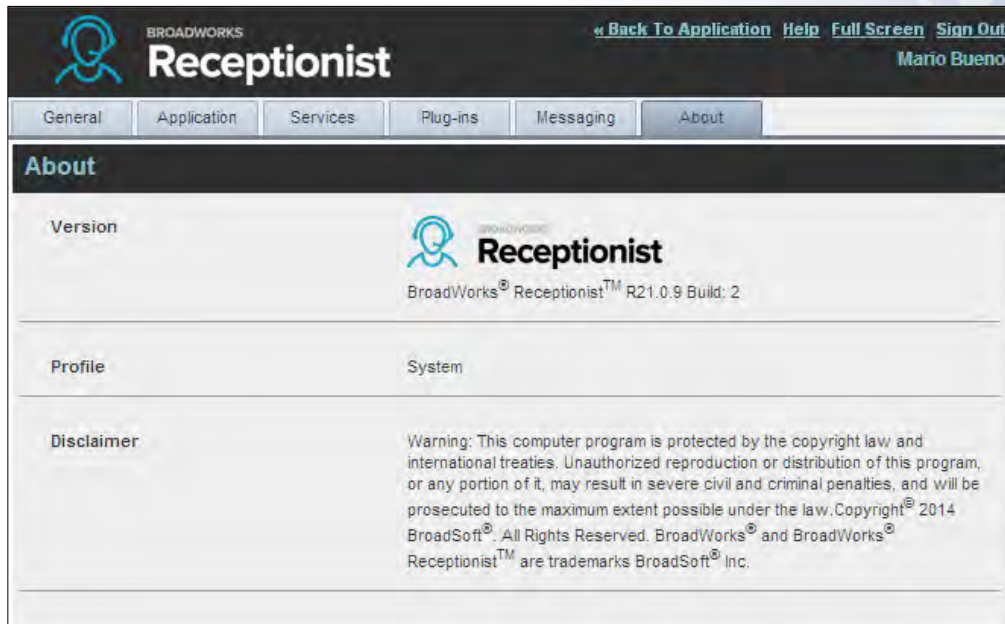 BROADWORKS
Receptionist
« Back To Application Help Full Screen Sign Out
Mario Bueno
General Application Services Plug-ins Messaging About
About
Version
BROADWORKS
Receptionist
BroadWorks® Receptionist™ R21.0.9 Build: 2
Profile System
Disclaimer
Warning: This computer program is protected by the copyright law and
international treaties. Unauthorized reproduction or distribution of this program,
or any portion of it, may result in severe civil and criminal penalties, and will be
prosecuted to the maximum extent possible under the law.Copyright® 2014
BroadSoft®. All Rights Reserved. BroadWorks® and BroadWorks®
Receptionist™ are trademarks BroadSoft® Inc.